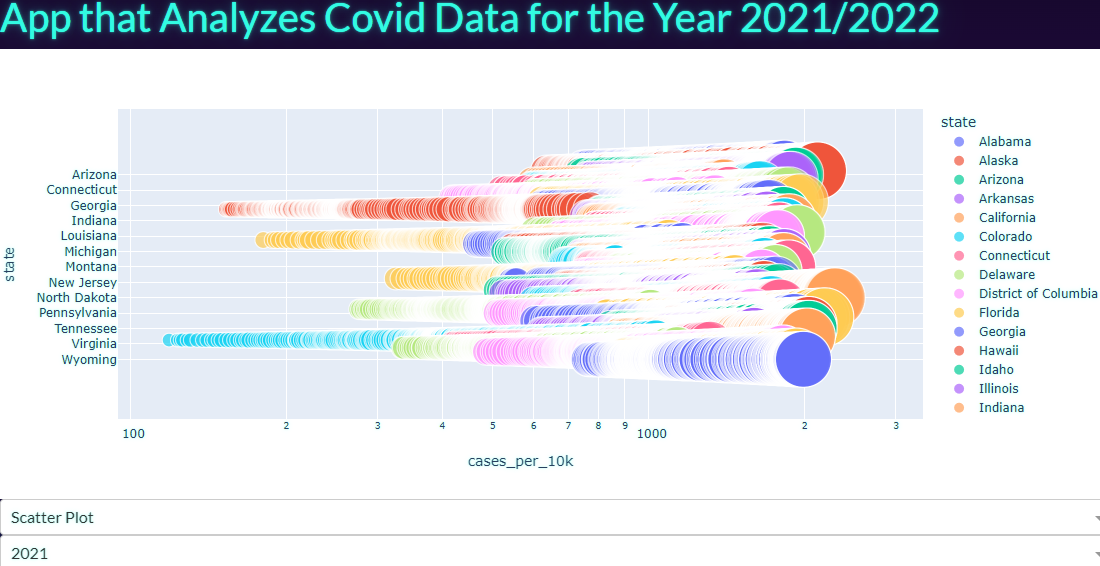 App that Analyzes Covid Data for the Year 2021/2022
state
Arizona
Connecticut
Georgia
Indiana
Louisiana
Michigan
Montana
New Jersey
North Dakota
Pennsylvania
Tennessee
Virginia
Wyoming
100 2 3 4 5 6 7 8 9 1000 2 3
cases_per_10k
state
Alabama
Alaska
Arizona
Arkansas
California
Colorado
Connecticut
Delaware
District of Columbia
Florida
Georgia
Hawaii
Idaho
Illinois
Indiana
Scatter Plot
2021